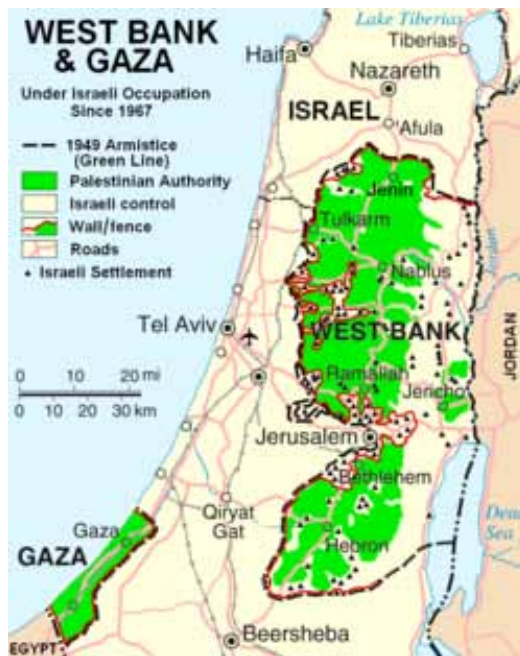 WEST BANK
& GAZA
Under Israeli Occupation
Since 1967
1949 Armistice
(Green Line)
Palestinian Authority
Israeli control
Wall/fence
Roads
Israeli Settlement
Lake Tiberias
Tiberias
Haifa
Nazareth
ISRAEL
Afula
Jenin
Tulkarm
Nablus
Jordan
Tel Aviv
WEST BANK
JORDAN
0 10 20 mi
0 10 20 30 km
Ramallah
Jericho
Jerusalem
Bethlehem
Qiryat
Gat
Dead
Sea
Gaza
GAZA
Hebron
Beersheba
EGYPT